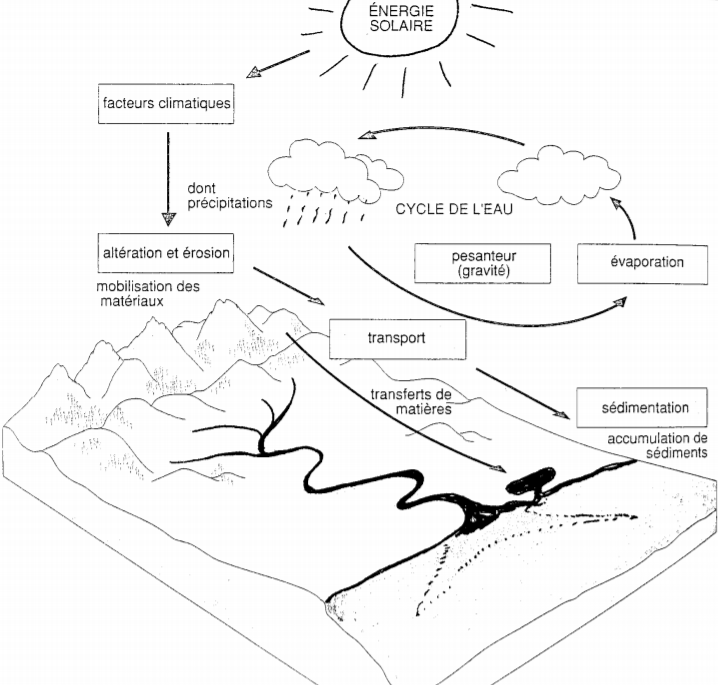 ÉNERGIE
SOLAIRE
facteurs climatiques
dont
précipitations
CYCLE DE L'EAU
altération et érosion
pesanteur
(gravité)
évaporation
mobilisation des
matériaux
transport
transferts de
matières
sédimentation
accumulation de
sédiments